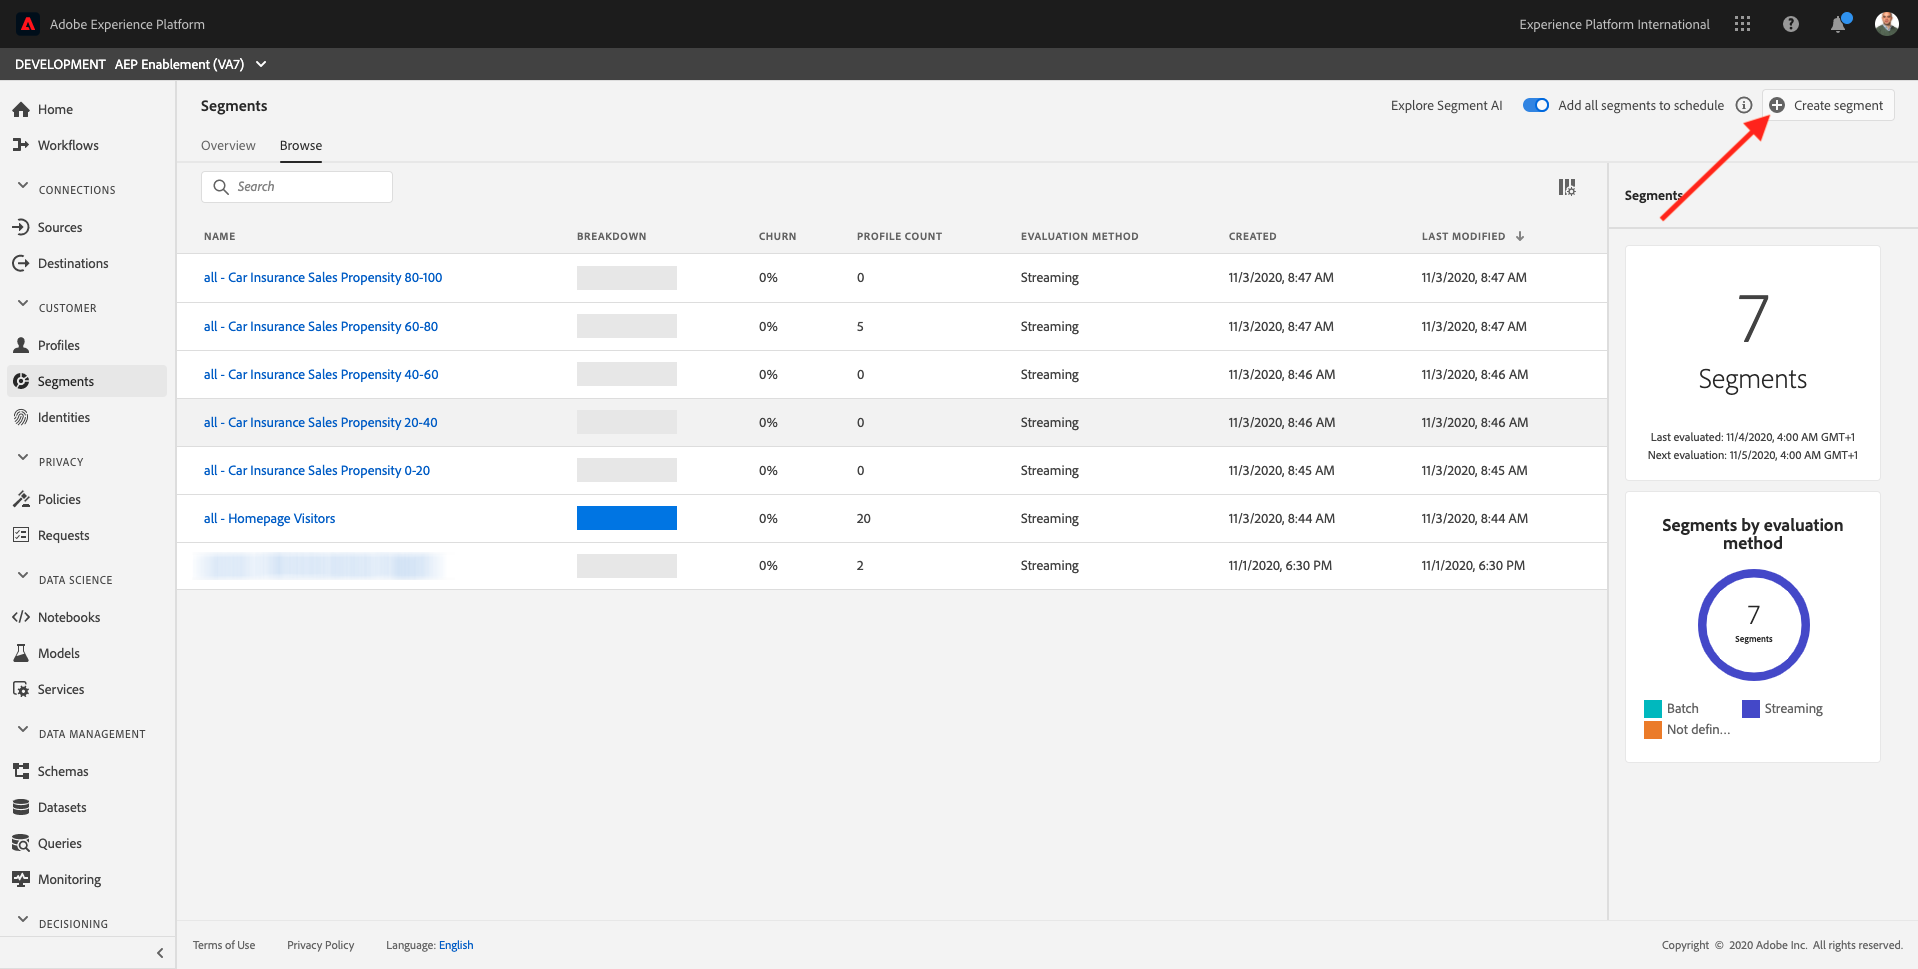 Adobe Experience Platform
Experience Platform International
DEVELOPMENT AEP Enablement (VA7)
Home
Workflows
CONNECTIONS
Sources
Destinations
CUSTOMER
Profiles
Segments
Identities
PRIVACY
Policies
Requests
DATA SCIENCE
Notebooks
Models
Services
DATA MANAGEMENT
Schemas
Datasets
Queries
Monitoring
DECISIONING
Segments
Explore Segment AI
Add all segments to schedule
Create segment
Overview Browse
Search
NAME BREAKDOWN CHURN PROFILE COUNT EVALUATION METHOD CREATED LAST MODIFIED
all - Car Insurance Sales Propensity 80-100 0% 0 Streaming 11/3/2020, 8:47 AM 11/3/2020, 8:47 AM
all - Car Insurance Sales Propensity 60-80 0% 5 Streaming 11/3/2020, 8:47 AM 11/3/2020, 8:47 AM
all - Car Insurance Sales Propensity 40-60 0% 0 Streaming 11/3/2020, 8:46 AM 11/3/2020, 8:46 AM
all - Car Insurance Sales Propensity 20-40 0% 0 Streaming 11/3/2020, 8:46 AM 11/3/2020, 8:46 AM
all - Car Insurance Sales Propensity 0-20 0% 0 Streaming 11/3/2020, 8:45 AM 11/3/2020, 8:45 AM
all - Homepage Visitors 0% 20 Streaming 11/3/2020, 8:44 AM 11/3/2020, 8:44 AM
0% 2 Streaming 11/1/2020, 6:30 PM 11/1/2020, 6:30 PM
Segments
7
Segments
Last evaluated: 11/4/2020, 4:00 AM GMT+1
Next evaluation: 11/5/2020, 4:00 AM GMT+1
Segments by evaluation
method
7
Segments
Batch Streaming
Not defin...
Terms of Use Privacy Policy Language: English
Copyright © 2020 Adobe Inc. All rights reserved.